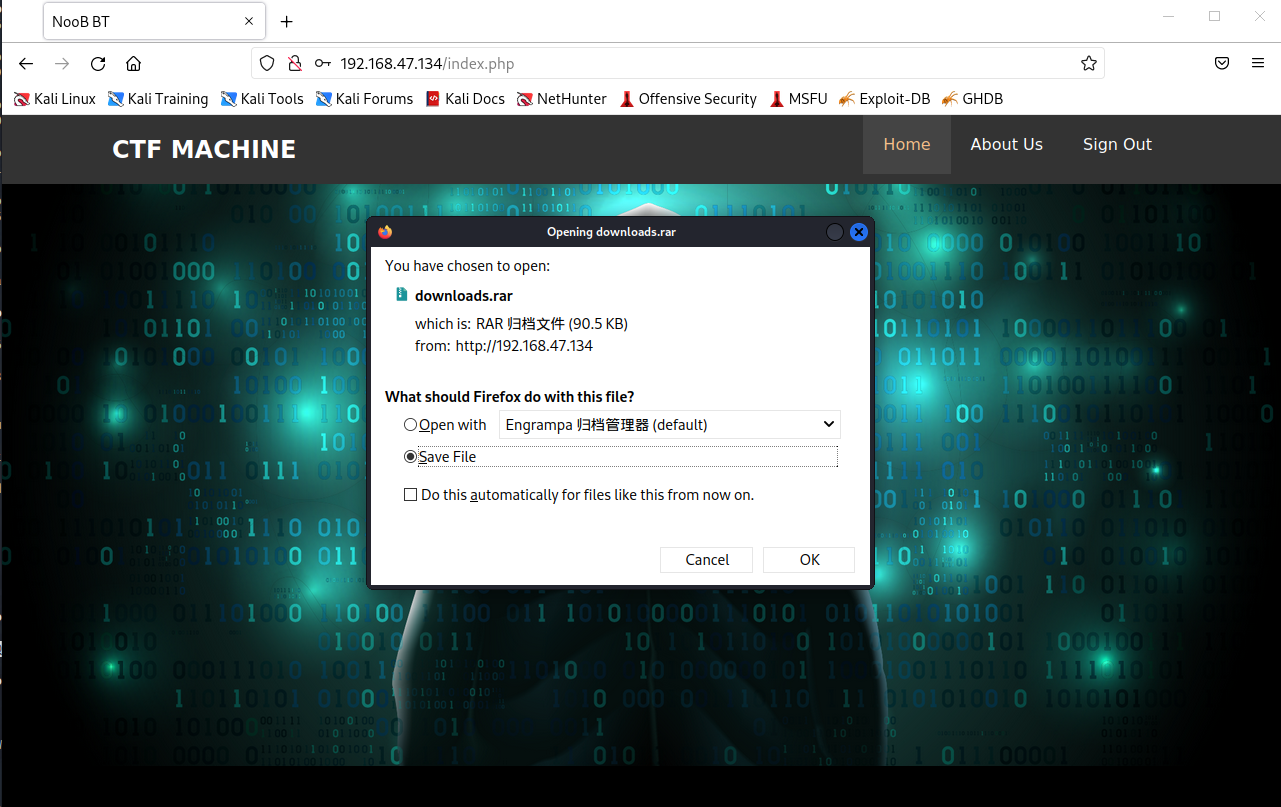 NooB BT
192.168.47.134/index.php
Kali Linux Kali Training Kali Tools Kali Forums Kali Docs NetHunter Offensive Security MSFU Exploit-DB GHDB
CTF MACHINE Home About Us Sign Out
Opening downloads.rar
You have chosen to open:
downloads.rar
which is: RAR 归档文件 (90.5 KB)
from: http://192.168.47.134
What should Firefox do with this file?
Open with Engrampa 归档管理器 (default)
Save File
Do this automatically for files like this from now on.
Cancel OK